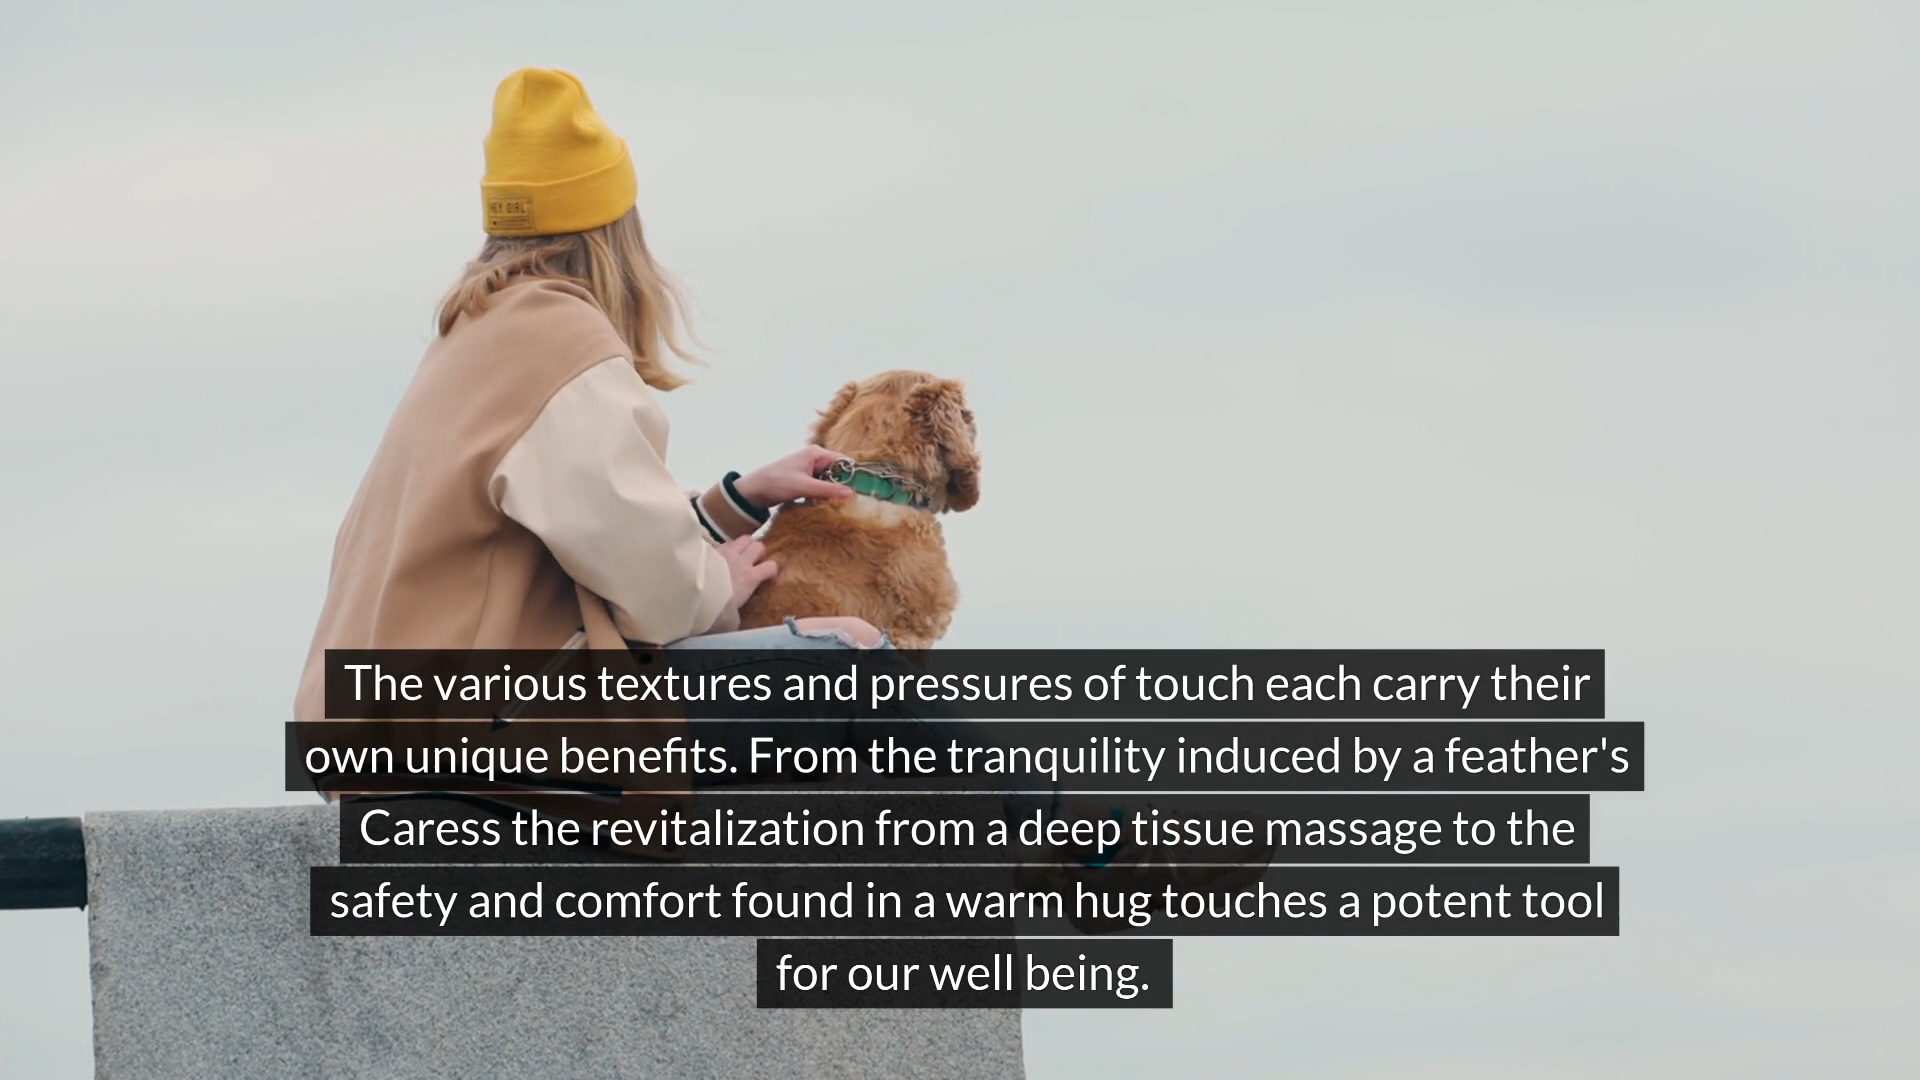 HEY GIRL
The various textures and pressures of touch each carry their
own unique benefits. From the tranquility induced by a feather's
Caress the revitalization from a deep tissue massage to the
safety and comfort found in a warm hug touches a potent tool
for our well being.